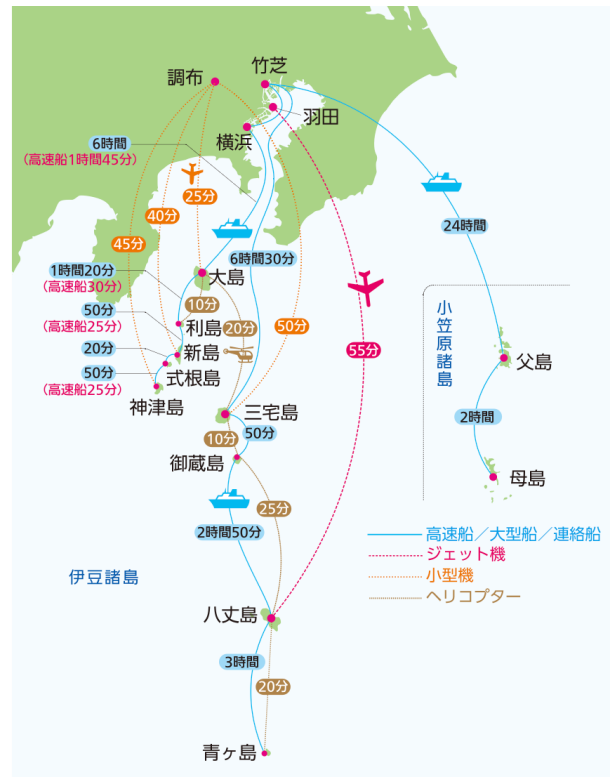 竹芝
調布
羽田
横浜
6時間
(高速船1時間45分)
25分
24時間
40分
45分
6時間30分
1時間20分
(高速船30分)
大島
10分
50分
(高速船25分)
利島
20分
50分
小笠原諸島
新島
20分
55分
父島
式根島
50分
(高速船25分)
神津島
三宅島
2時間
10分
50分
御蔵島
母島
25分
2時間50分
高速船/大型船/連絡船
ジェット機
小型機
ヘリコプター
伊豆諸島
八丈島
3時間
20分
青ヶ島